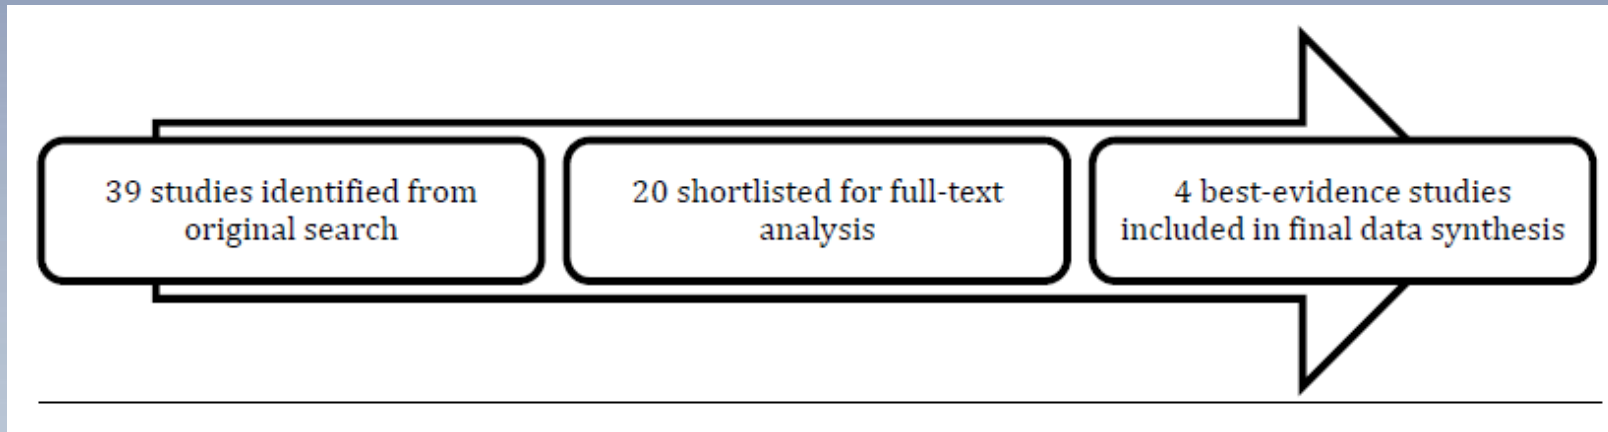 39 studies identified from
original search
20 shortlisted for full-text
analysis
4 best-evidence studies
included in final data synthesis